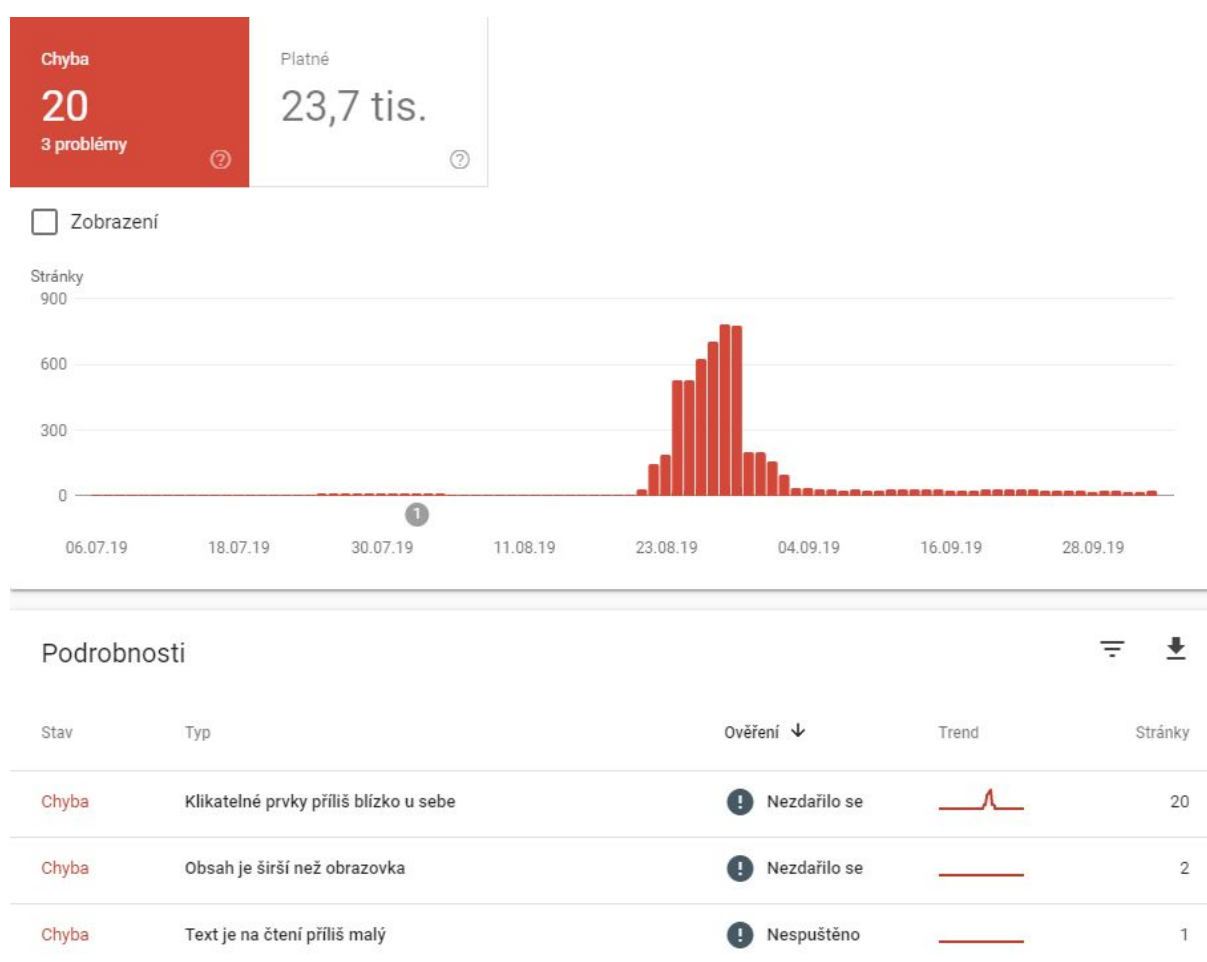 Chyba
20
3 problémy
Platné
23,7 tis.
Zobrazení
Stránky
900
600
300
0
1
06.07.19 18.07.19 30.07.19 11.08.19 23.08.19 04.09.19 16.09.19 28.09.19
Podrobnosti
Stav Typ Ověření Trend Stránky
Chyba Klikatelné prvky příliš blízko u sebe Nezdařilo se 20
Chyba Obsah je širší než obrazovka Nezdařilo se 2
Chyba Text je na čtení příliš malý Nespuštěno 1